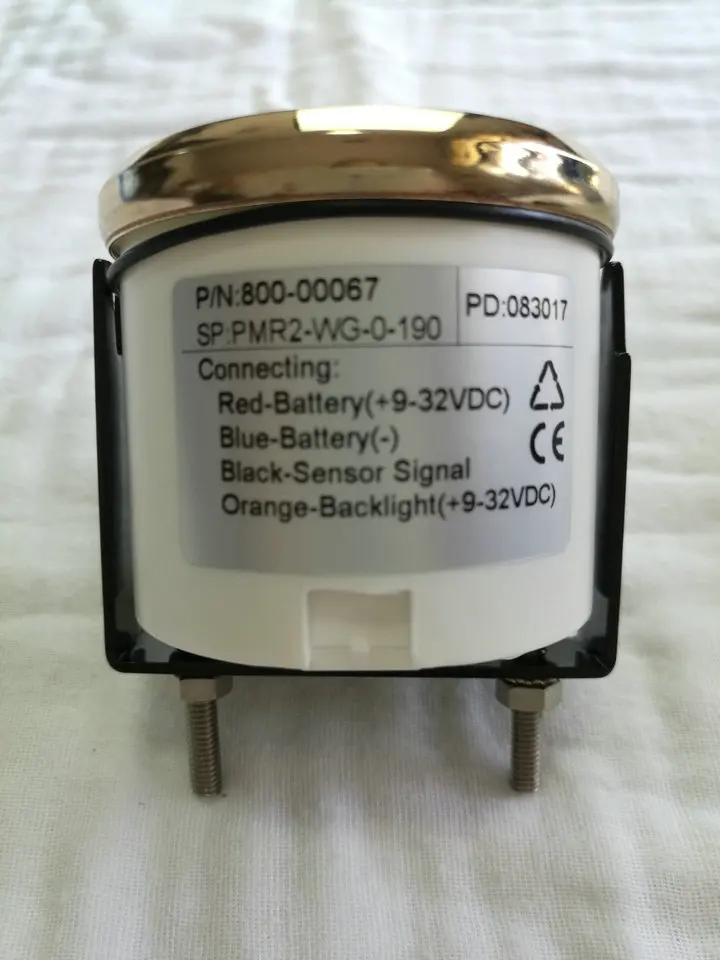 P/N:800-00067
PD:083017
SP:PMR2-WG-0-190
Connecting:
Red-Battery(+9-32VDC)
Blue-Battery(-)
CE
Black-Sensor Signal
Orange-Backlight(+9-32VDC)